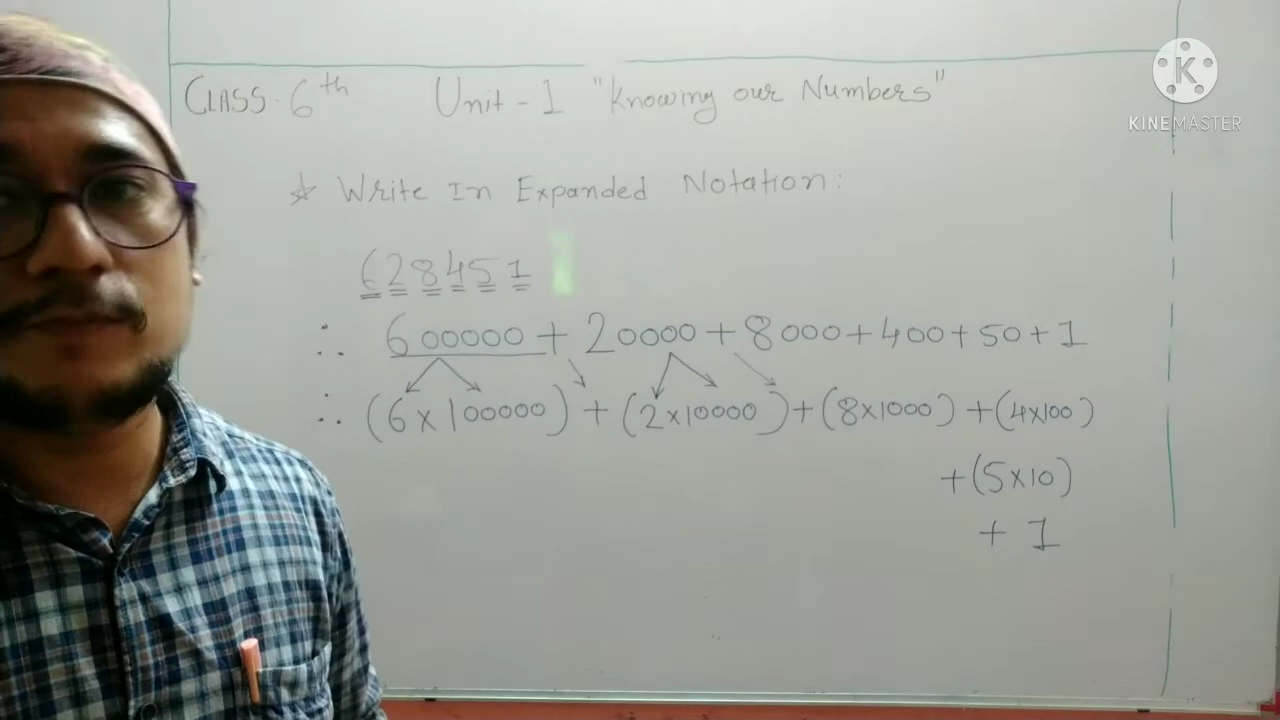 CLASS-6th Unit-1 "Knowing our Numbers"
K
KINEMASTER
☆ Write In Expanded Notation:
628451
∴ 600000 + 20000 + 8000 + 400 + 50 + 1
∴ (6 x 100000) + (2 x 10000) + (8 x 1000) + (4 x 100)
+ (5 x 10)
+ 1